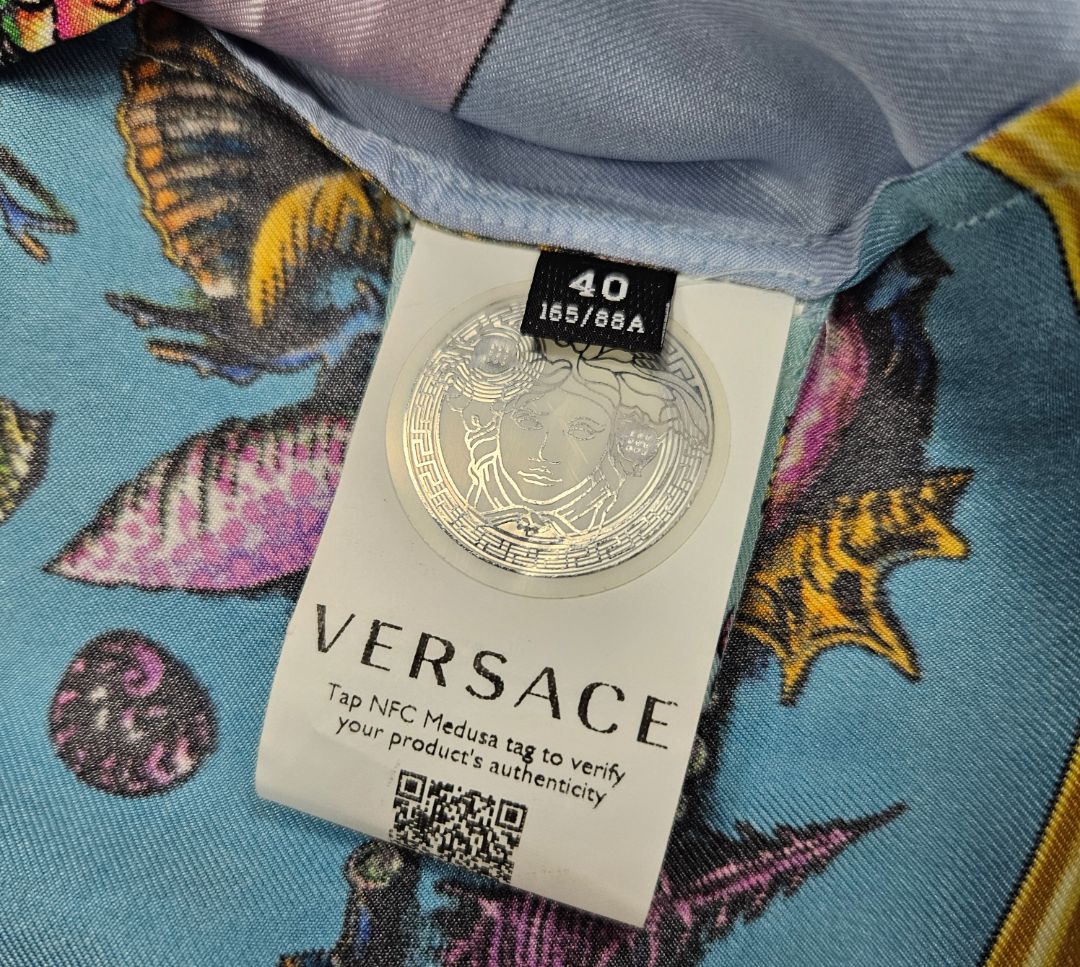 40
165/88A
VERSACE
Tap NFC Medusa tag to verify
your product's authenticity